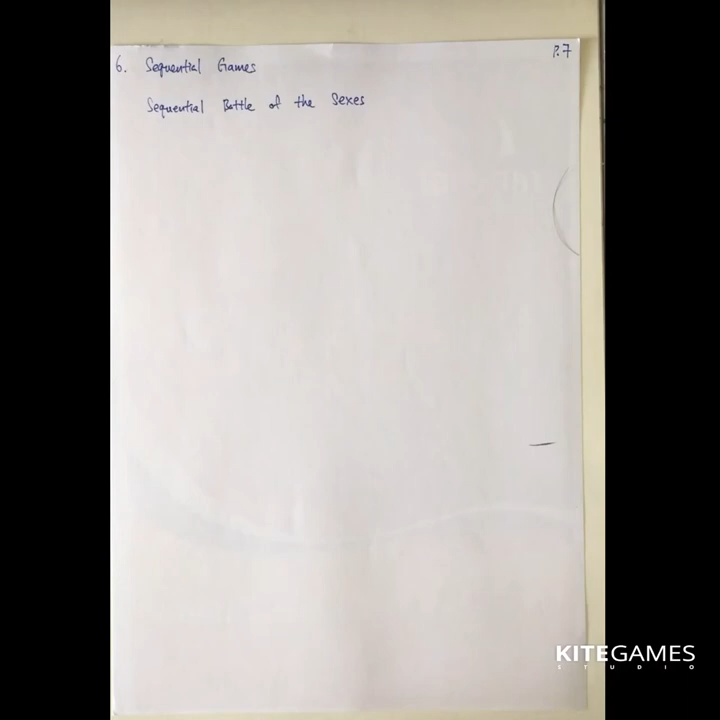 P.7
6. Sequential Games
Sequential Battle of the Sexes
KITEGAMES
STUDIO